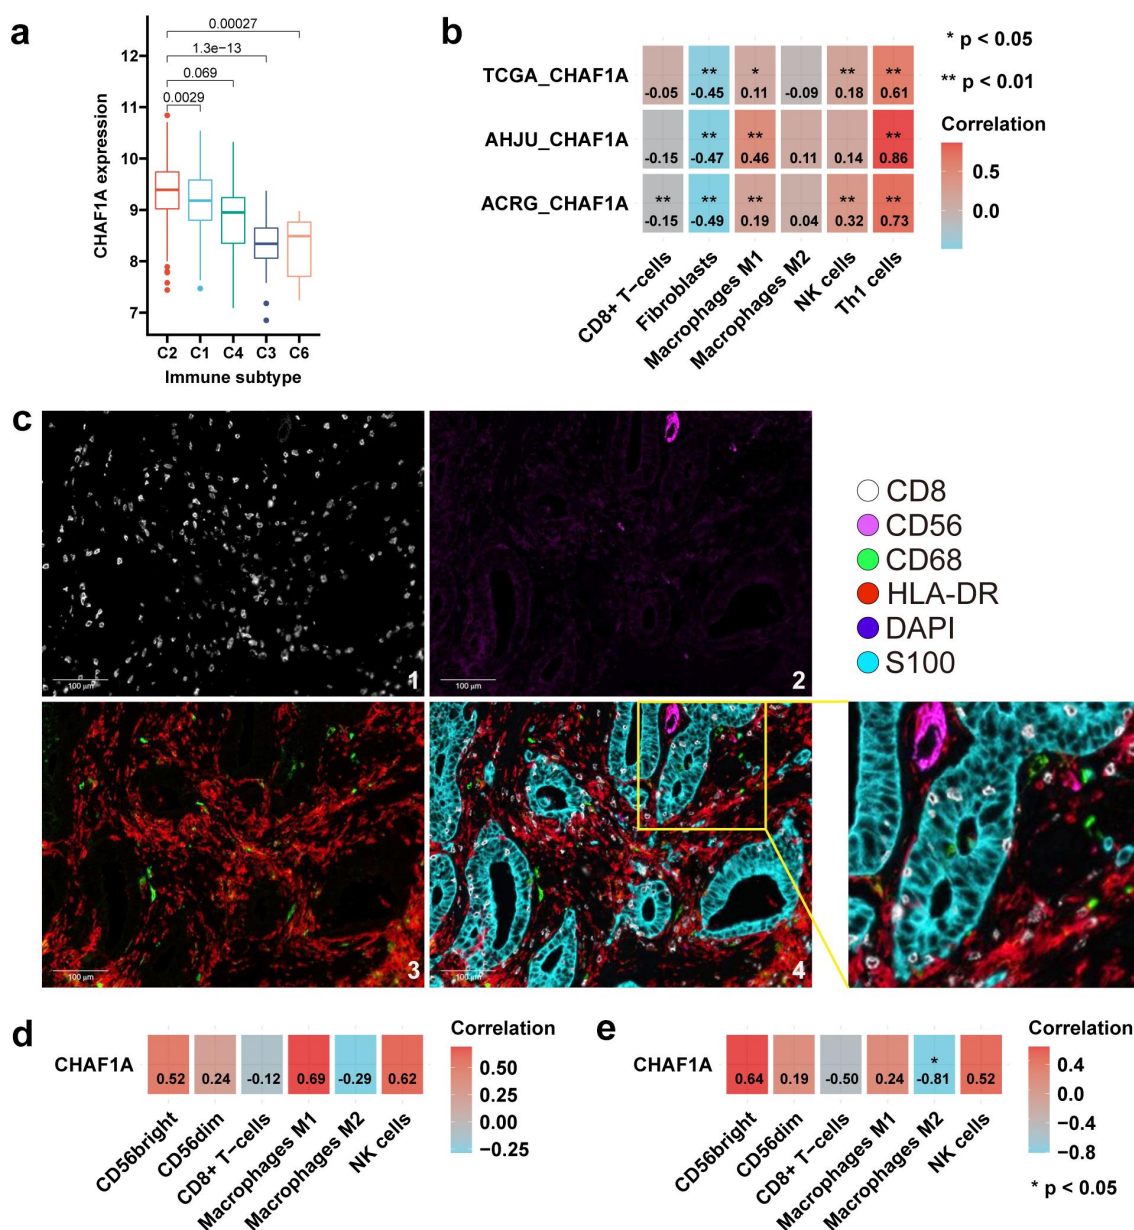 a
0.00027
1.3e−13
0.069
0.0029
12
11
10
9
8
7
CHAF1A expression
C2 C1 C4 C3 C6
Immune subtype
b
TCGA_CHAF1A
** * ** **
-0.05 -0.45 0.11 -0.09 0.18 0.61
AHJU_CHAF1A
** ** **
-0.15 -0.47 0.46 0.11 0.14 0.86
ACRG_CHAF1A
** ** ** ** **
-0.15 -0.49 0.19 0.04 0.32 0.73
CD8+ T−cells
Fibroblasts
Macrophages M1
Macrophages M2
NK cells
Th1 cells
* p < 0.05
** p < 0.01
Correlation
0.5
0.0
c
100 µm
1
100 µm
2
100 µm
3
100 µm
4
CD8
CD56
CD68
HLA-DR
DAPI
S100
d
CHAF1A
0.52 0.24 -0.12 0.69 -0.29 0.62
CD56bright
CD56dim
CD8+ T−cells
Macrophages M1
Macrophages M2
NK cells
Correlation
0.50
0.25
0.00
−0.25
e
CHAF1A
*
0.64 0.19 -0.50 0.24 -0.81 0.52
CD56bright
CD56dim
CD8+ T−cells
Macrophages M1
Macrophages M2
NK cells
Correlation
0.4
0.0
−0.4
−0.8
* p < 0.05